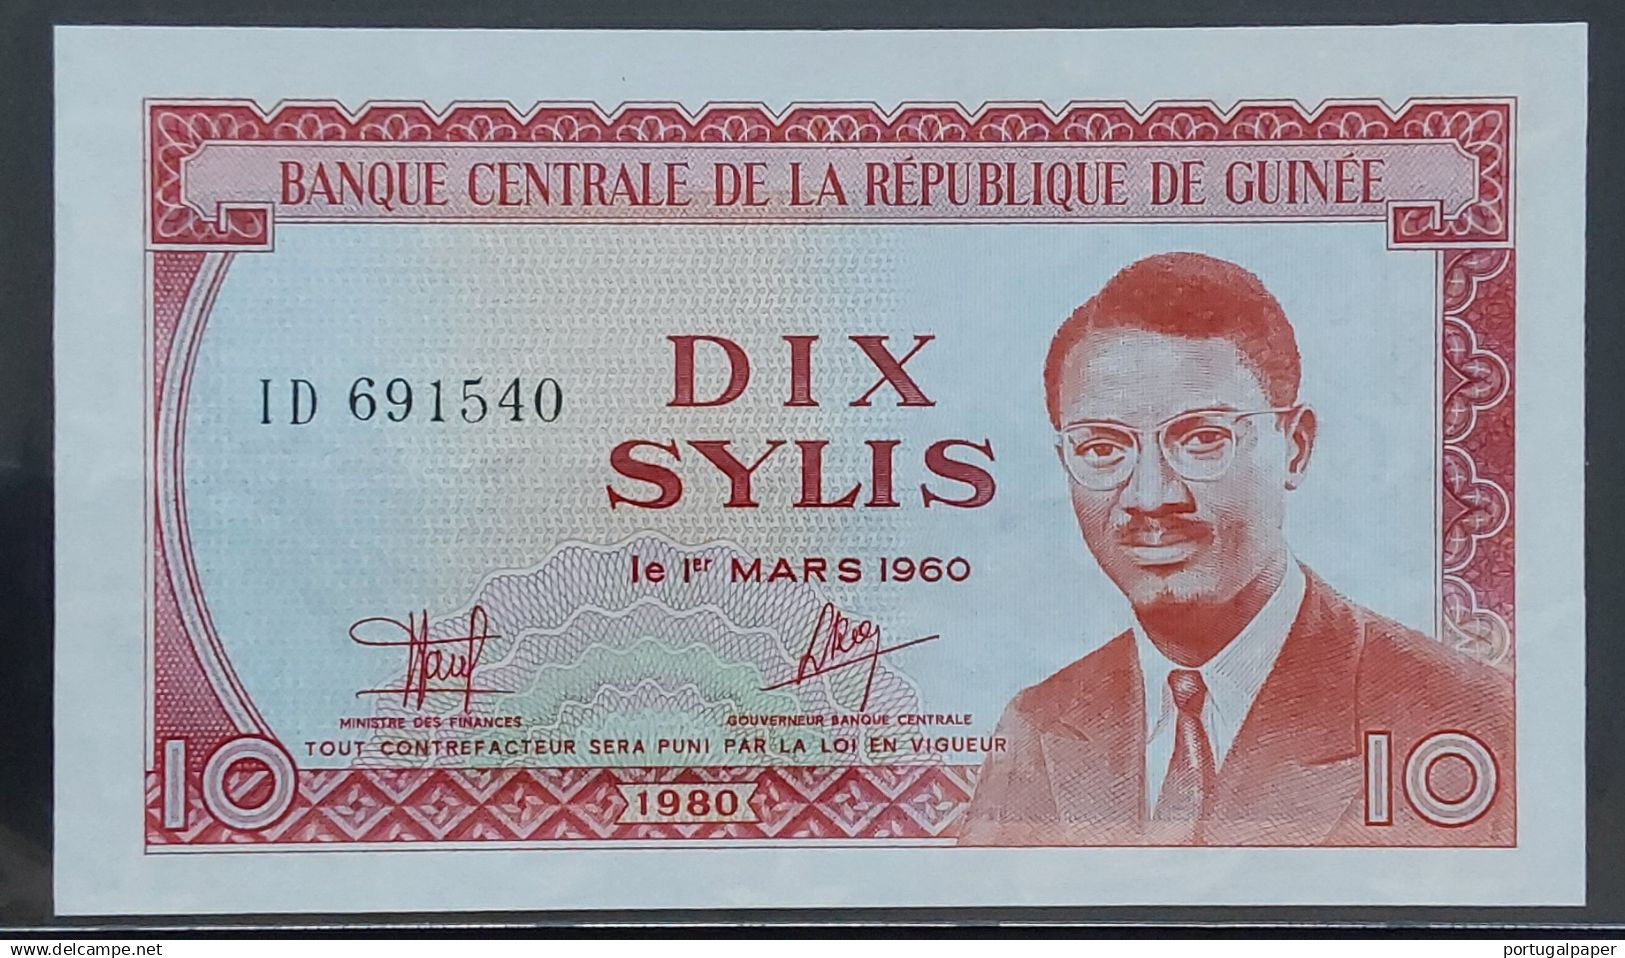 BANQUE CENTRALE DE LA RÉPUBLIQUE DE GUINÉE
ID 691540
DIX
SYLIS
le 1er MARS 1960
MINISTRE DES FINANCES
GOUVERNEUR BANQUE CENTRALE
TOUT CONTREFACTEUR SERA PUNI PAR LA LOI EN VIGUEUR
10
1980
10
www.delcampe.net
portugalpaper